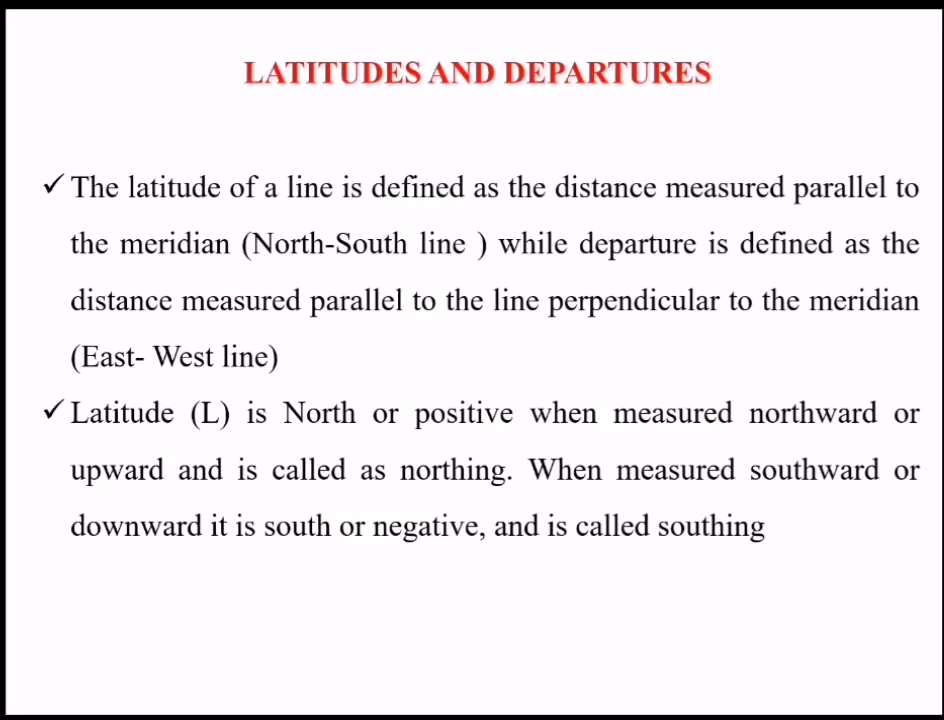 LATITUDES AND DEPARTURES
✓ The latitude of a line is defined as the distance measured parallel to
the meridian (North-South line ) while departure is defined as the
distance measured parallel to the line perpendicular to the meridian
(East- West line)
✓ Latitude (L) is North or positive when measured northward or
upward and is called as northing. When measured southward or
downward it is south or negative, and is called southing